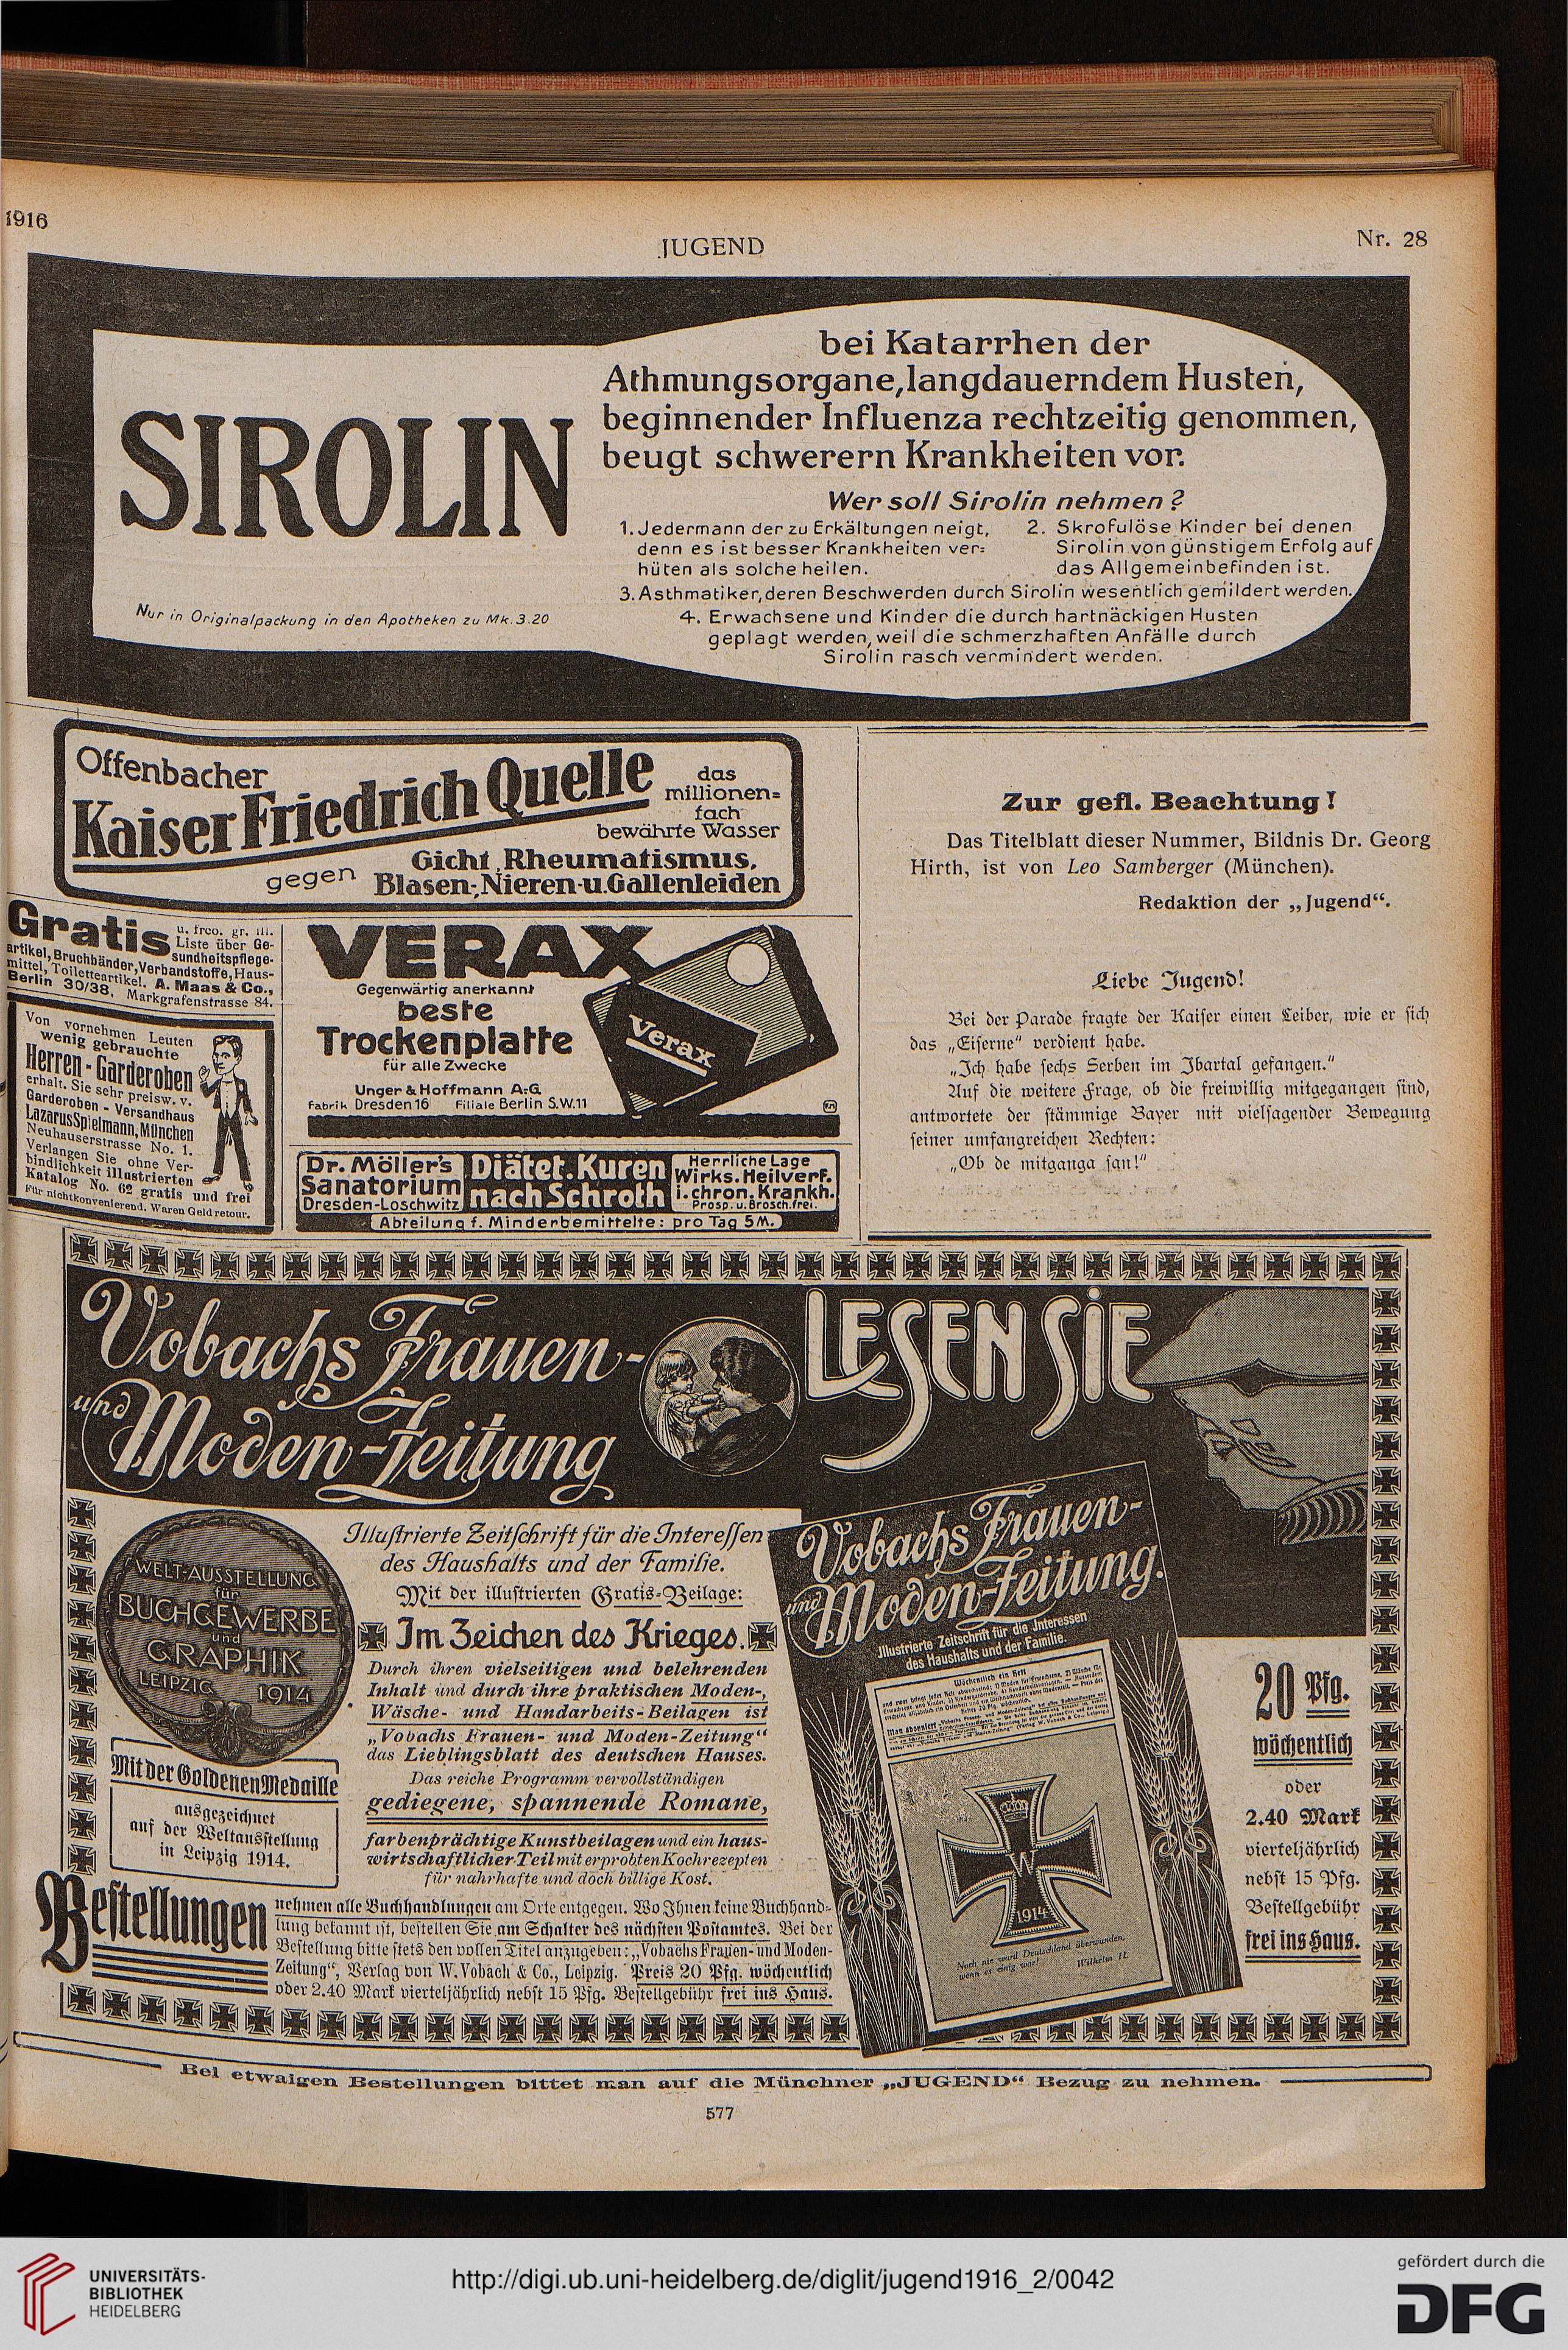 1916
JUGEND
Nr. 28
SIROLIN
Nur in Originalpackung in den Apotheken zu Mk.3.20
bei Katarrhen der
Athmungsorgane, langdauerndem Husten,
beginnender Influenza rechtzeitig genommen,
beugt schwerern Krankheiten vor.
Wer soll Sirolin nehmen?
1. Jedermann der zu Erkältungen neigt,
denn es ist besser Krankheiten ver=
hüten als solche heilen.
2. Skrofulöse Kinder bei denen
Sirolin von günstigem Erfolg auf
das Allgemeinbefinden ist.
3. Asthmatiker, deren Beschwerden durch Sirolin wesentlich gemildert werden.
4. Erwachsene und Kinder die durch hartnäckigen Husten
geplagt werden, weil die schmerzhaften Anfälle durch
Sirolin rasch vermindert werden.
Offenbacher
Kaiser Friedrich Quelle
das
millionen=
fach
bewährte Wasser
gegen Gicht, Rheumatismus,
Blasen-, Nieren-u. Gallenleiden
Gratis
u. frco. gr. ill.
Liste über Ge-
sundheitspflege-
artikel, Bruchbänder, Verbandstoffe, Haus-
mittel, Toiletteartikel. A. Maas & Co.,
Berlin 30/38, Markgrafenstrasse 84.
Von vornehmen Leuten
wenig gebrauchte
Herren-Garderoben
erhalt. Sie sehr preisw. v.
Garderoben-Versandhaus
Lazarus Spielmann, München
Neuhauserstrasse No. 1.
Verlangen Sie ohne Ver-
bindlichkeit illustrierten
Katalog No. 62 gratis und frei
Für nichtkonvenierend. Waren Geld retour.
VERAX
Gegenwärtig anerkannt
beste
Trockenplatte
für alle Zwecke
Unger & Hoffmann A-G.
Fabrik Dresden 16 Filiale Berlin S.W.11
Verax
Dr. Möller's
Sanatorium
Dresden-Loschwitz
Diätet. Kuren
nach Schroth
Herrliche Lage
Wirks. Heilverf.
i. chron. Krankh.
Prosp. u. Brosch. frei.
Abteilung f. Minderbemittelte: pro Tag 5 M.
Zur gefl. Beachtung!
Das Titelblatt dieser Nummer, Bildnis Dr. Georg
Hirth, ist von Leo Samberger (München).
Redaktion der „Jugend“.
Liebe Jugend!
Bei der Parade fragte der Kaiser einen Leiber, wie er sich
das „Eiserne“ verdient habe.
„Ich habe sechs Serben im Ibartal gefangen.“
Auf die weitere Frage, ob die freiwillig mitgegangen sind,
antwortete der stämmige Bayer mit vielsagender Bewegung
seiner umfangreichen Rechten:
„Ob de mitganga san!“
Vobachs Frauen-
und Moden-Zeitung
LESEN SIE
WELT-AUSSTELLUNG
für
BUCHGEWERBE
und
GRAPHIK
LEIPZIG 1914
Mit der Goldenen Medaille
ausgezeichnet
auf der Weltausstellung
in Leipzig 1914.
Illustrierte Zeitschrift für die Interessen
des Haushalts und der Familie.
Mit der illustrierten Gratis-Beilage:
Im Zeichen des Krieges.
Durch ihren vielseitigen und belehrenden
Inhalt und durch ihre praktischen Moden-,
Wäsche- und Handarbeits-Beilagen ist
„Vobachs Frauen- und Moden-Zeitung“
das Lieblingsblatt des deutschen Hauses.
Das reiche Programm vervollständigen
gediegene, spannende Romane,
farbenprächtige Kunstbeilagen und ein haus-
wirtschaftlicher Teil mit erprobten Kochrezepten
für nahrhafte und doch billige Kost.
Vobachs Frauen-
und Moden-Zeitung.
Illustrierte Zeitschrift für die Interessen
des Haushalts und der Familie.
Wöchentlich ein Heft
W
1914
Noch nie ward Deutschland überwunden,
wenn es einig war!
Wilhelm II.
20 Pfg.
wöchentlich
oder
2.40 Mark
vierteljährlich
nebst 15 Pfg.
Bestellgebühr
frei ins Haus.
Bestellungen
nehmen alle Buchhandlungen am Orte entgegen. Wo Ihnen keine Buchhand-
lung bekannt ist, bestellen Sie am Schalter des nächsten Postamtes. Bei der
Bestellung bitte stets den vollen Titel anzugeben: „Vobachs Frauen- und Moden-
Zeitung“, Verlag von W. Vobach & Co., Leipzig. Preis 20 Pfg. wöchentlich
oder 2.40 Mark vierteljährlich nebst 15 Pfg. Bestellgebühr frei ins Haus.
Bei etwaigen Bestellungen bittet man auf die Münchner „JUGEND“ Bezug zu nehmen.
577
UNIVERSITÄTS-
BIBLIOTHEK
HEIDELBERG
http://digi.ub.uni-heidelberg.de/diglit/jugend1916_2/0042
gefördert durch die
DFG